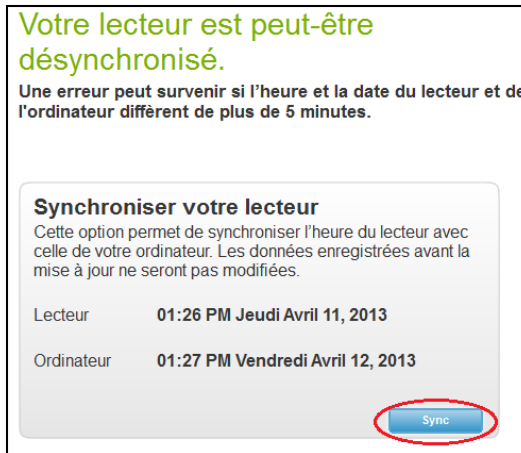 Votre lecteur est peut-être
désynchronisé.
Une erreur peut survenir si l'heure et la date du lecteur et de
l'ordinateur diffèrent de plus de 5 minutes.
Synchroniser votre lecteur
Cette option permet de synchroniser l'heure du lecteur avec
celle de votre ordinateur. Les données enregistrées avant la
mise à jour ne seront pas modifiées.
Lecteur 01:26 PM Jeudi Avril 11, 2013
Ordinateur 01:27 PM Vendredi Avril 12, 2013
Sync